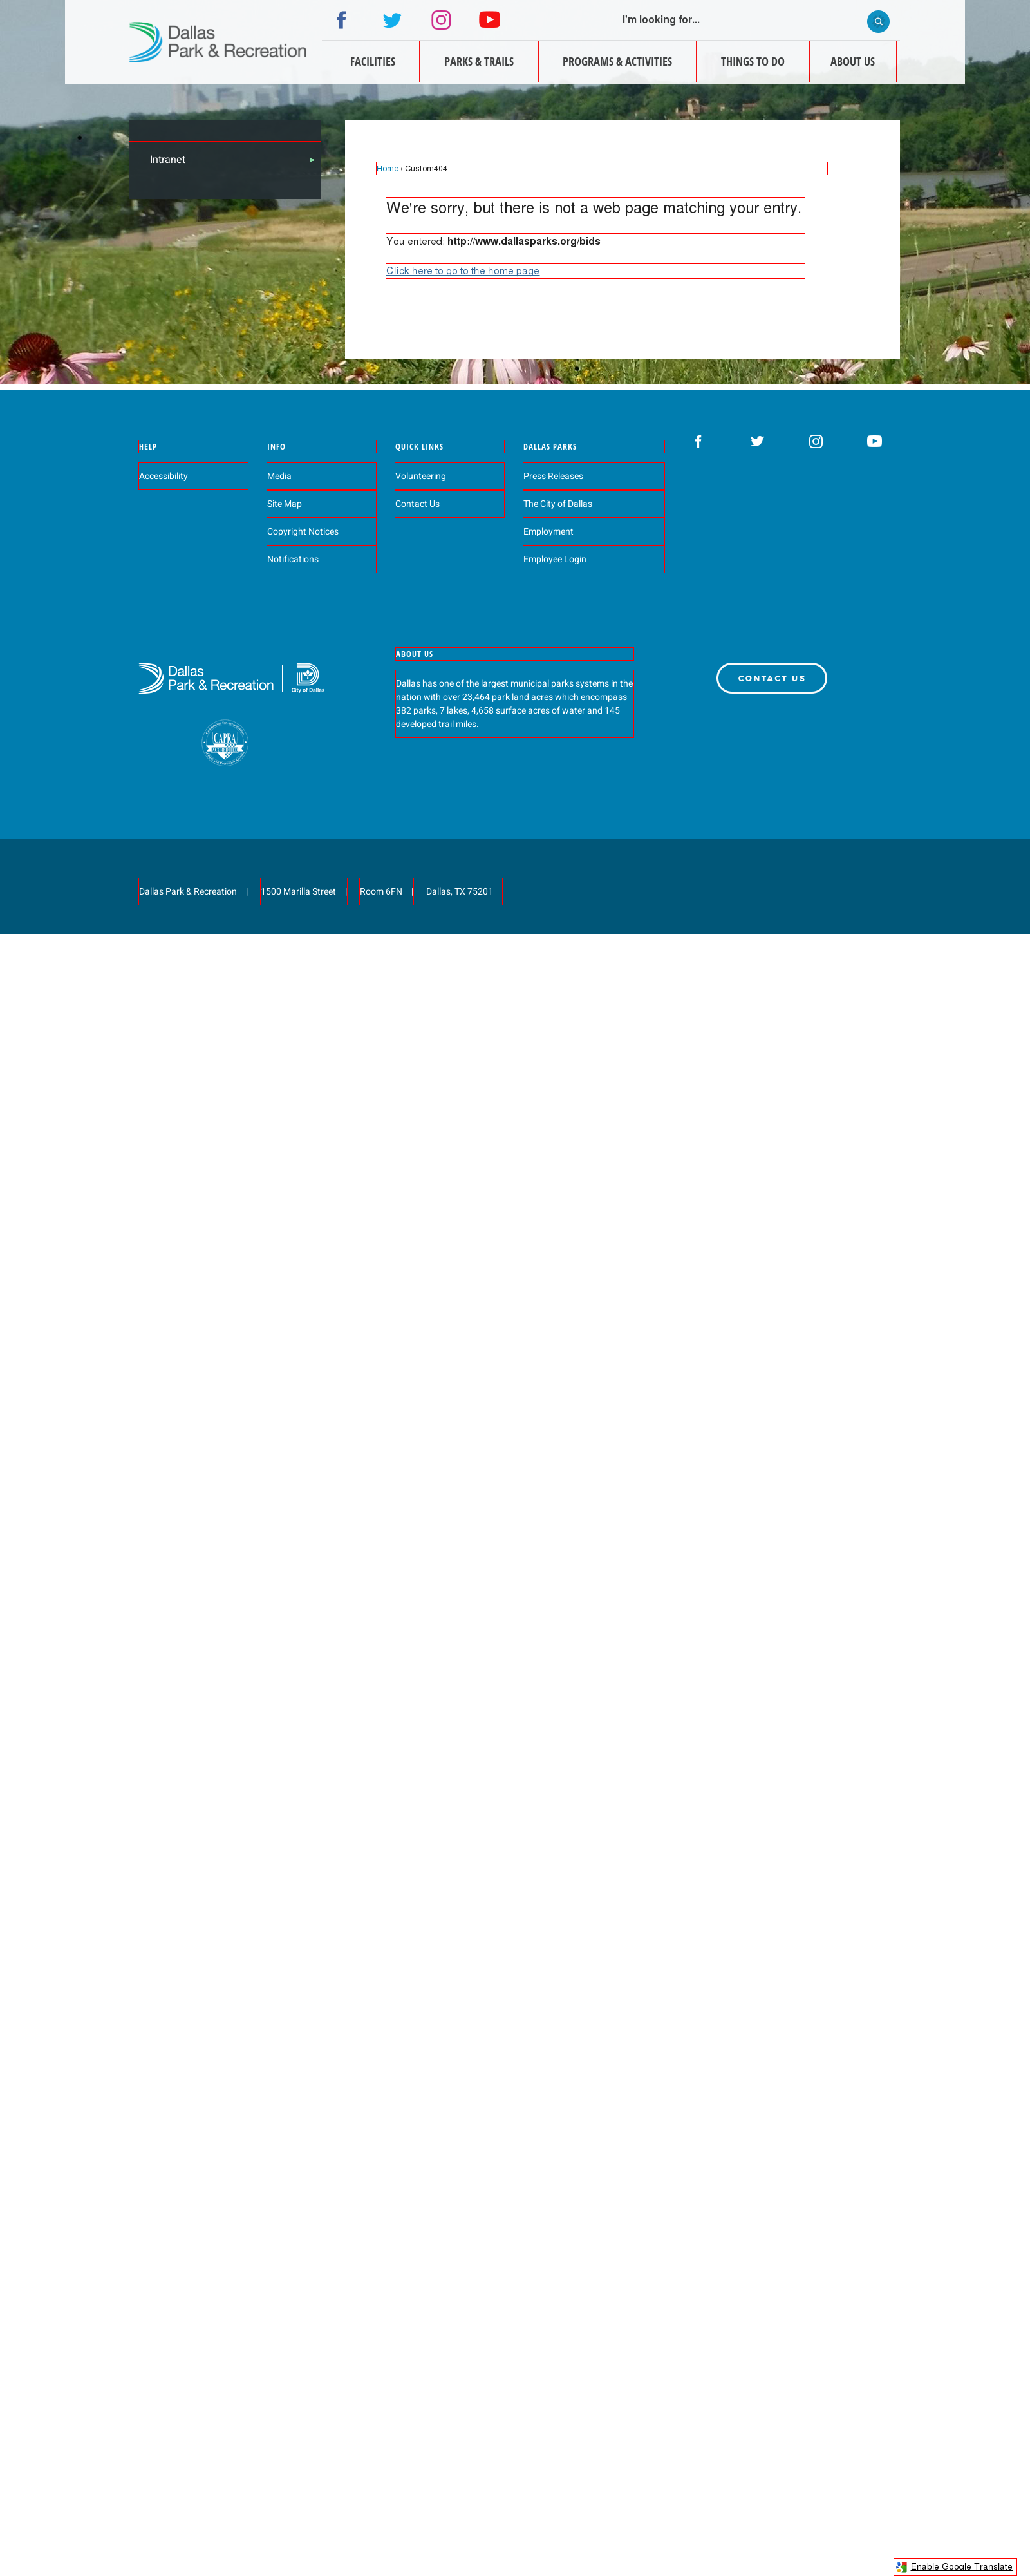 Dallas
Park & Recreation
I'm looking for...
FACILITIES
PARKS & TRAILS
PROGRAMS & ACTIVITIES
THINGS TO DO
ABOUT US
Intranet
Home › Custom404
We're sorry, but there is not a web page matching your entry.
You entered: http://www.dallasparks.org/bids
Click here to go to the home page
HELP
Accessibility
INFO
Media
Site Map
Copyright Notices
Notifications
QUICK LINKS
Volunteering
Contact Us
DALLAS PARKS
Press Releases
The City of Dallas
Employment
Employee Login
Dallas
Park & Recreation
City of Dallas
CAPRA
ABOUT US
Dallas has one of the largest municipal parks systems in the
nation with over 23,464 park land acres which encompass
382 parks, 7 lakes, 4,658 surface acres of water and 145
developed trail miles.
CONTACT US
Dallas Park & Recreation |
1500 Marilla Street |
Room 6FN |
Dallas, TX 75201
Enable Google Translate